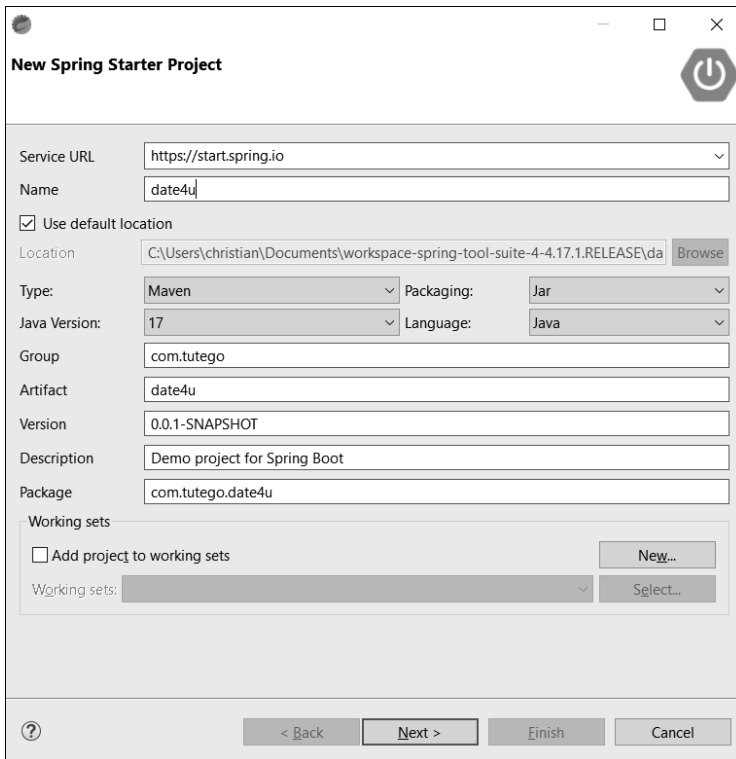 New Spring Starter Project
Service URL https://start.spring.io
Name date4u
Use default location
Location C:\Users\christian\Documents\workspace-spring-tool-suite-4-4.17.1.RELEASE\da Browse
Type: Maven Packaging: Jar
Java Version: 17 Language: Java
Group com.tutego
Artifact date4u
Version 0.0.1-SNAPSHOT
Description Demo project for Spring Boot
Package com.tutego.date4u
Working sets
Add project to working sets New...
Working sets: Select...
? < Back Next > Finish Cancel